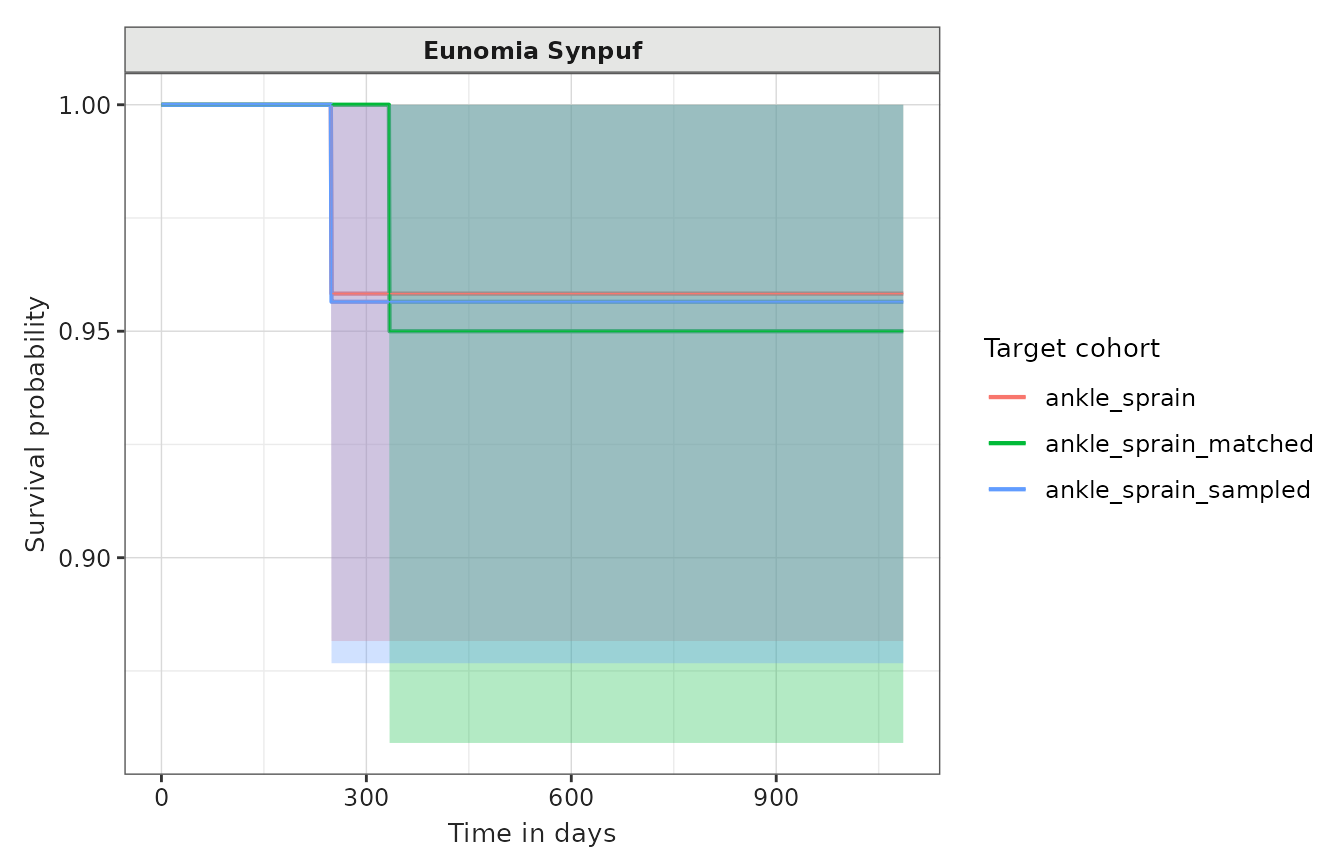 Eunomia Synpuf
1.00
0.95
0.90
Survival probability
0
300
600
900
Time in days
Target cohort
ankle_sprain
ankle_sprain_matched
ankle_sprain_sampled